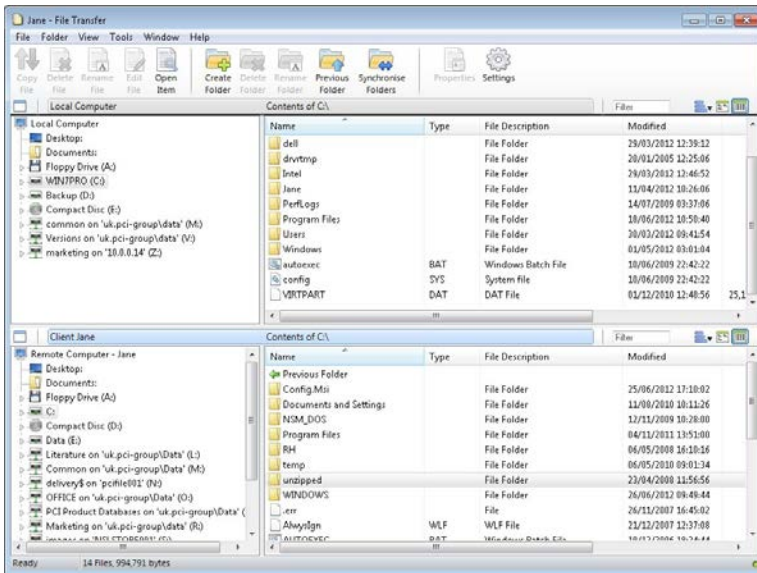 Jane - File Transfer
File Folder View Tools Window Help
Copy File
Delete File
Rename File
Edit File
Open Item
Create Folder
Delete Folder
Rename Folder
Previous Folder
Synchronise Folders
Properties
Settings
Local Computer
Contents of C:\
Filter
Local Computer
Desktop:
Documents:
Floppy Drive (A:)
WIN7PRO (C:)
Backup (D:)
Compact Disc (E:)
common on 'uk.pci-group\data' (M:)
Versions on 'uk.pci-group\data' (V:)
marketing on '10.0.0.14' (Z:)
Name Type File Description Modified
dell File Folder 29/03/2012 12:39:12
drvrtmp File Folder 20/01/2005 12:25:06
Intel File Folder 29/03/2012 12:46:52
Jane File Folder 11/04/2012 10:26:06
PerfLogs File Folder 14/07/2009 03:37:06
Program Files File Folder 18/06/2012 10:50:40
Users File Folder 30/03/2012 09:41:54
Windows File Folder 01/05/2012 03:01:04
autoexec BAT Windows Batch File 10/06/2009 22:42:22
config SYS System file 10/06/2009 22:42:22
VIRTPART DAT DAT File 01/12/2010 12:48:56 25,1
Client Jane
Contents of C:\
Filter
Remote Computer - Jane
Desktop:
Documents:
Floppy Drive (A:)
C:
Compact Disc (D:)
Data (E:)
Literature on 'uk.pci-group\Data' (L:)
Common on 'uk.pci-group\Data' (M:)
delivery$ on 'pcifile001' (N:)
OFFICE on 'uk.pci-group\Data' (O:)
PCI Product Databases on 'uk.pci-group\Data' (
Marketing on 'uk.pci-group\data' (R:)
images on 'NSLSTORE001' (S:)
Name Type File Description Modified
Previous Folder
Config.Msi File Folder 25/06/2012 17:10:02
Documents and Settings File Folder 11/08/2010 10:11:26
NSM_DOS File Folder 12/11/2009 10:28:00
Program Files File Folder 04/11/2011 13:51:00
RH File Folder 06/05/2008 16:10:16
temp File Folder 06/05/2010 09:01:34
unzipped File Folder 23/04/2008 11:56:56
WINDOWS File Folder 26/06/2012 09:49:44
.err File 26/11/2007 16:45:02
AlwysIgn WLF WLF File 21/12/2007 12:37:08
AUTOEXEC BAT Windows Batch File
Ready 14 Files, 994,791 bytes